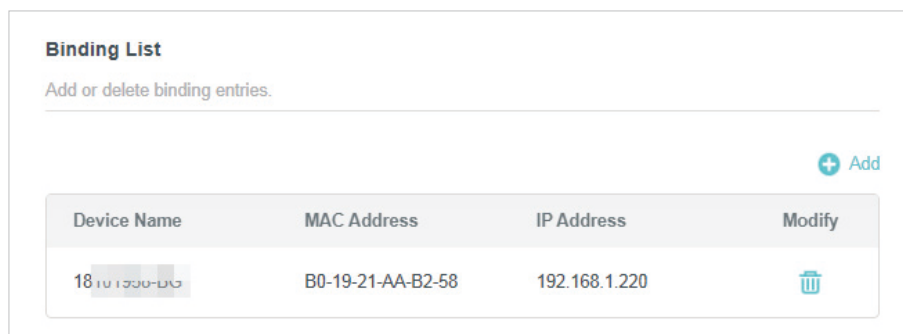 Binding List
Add or delete binding entries.
Add
Device Name MAC Address IP Address Modify
B0-19-21-AA-B2-58 192.168.1.220